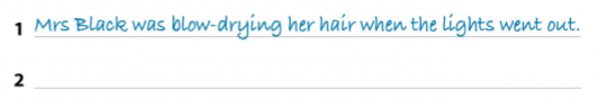 1 Mrs Black was blow-drying her hair when the lights went out.
2